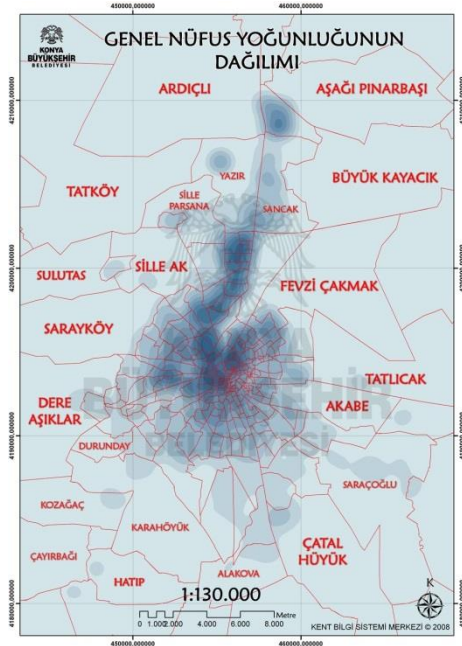 450000,000000
460000,000000
KONYA
BÜYÜKŞEHİR
BELEDİYESİ
GENEL NÜFUS YOĞUNLUĞUNUN
DAĞILIMI
ARDIÇLI
AŞAĞI PINARBAŞI
4210000,000000
YAZIR
BÜYÜK KAYACIK
TATKÖY
SİLLE
PARSANA
SANCAK
SULUTAS
SİLLE AK
4200000,000000
FEVZİ ÇAKMAK
SARAYKÖY
KONYA
BÜYÜKŞEHİR
BELEDİYESİ
TATLICAK
DERE
AŞIKLAR
AKABE
4190000,000000
DURUNDAY
SARAÇOĞLU
KOZAĞAÇ
KARAHÖYÜK
ÇATAL
HÜYÜK
ÇAYIRBAĞI
HATIP
ALAKOVA
1:130.000
K
4180000,000000
0 1.000 2.000 4.000 6.000 8.000 Metre
KENT BİLGİ SİSTEMİ MERKEZİ © 2008
450000,000000
460000,000000